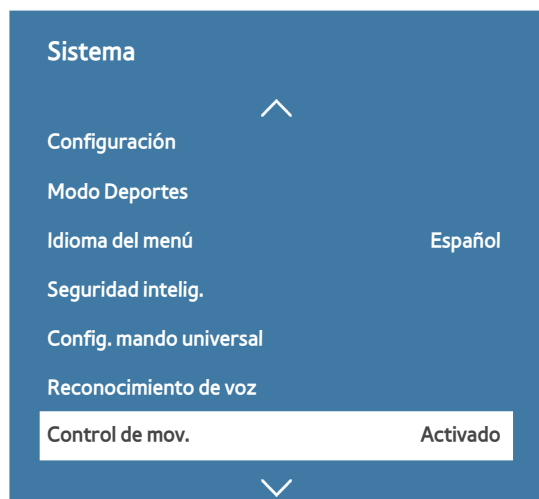 Sistema
Configuración
Modo Deportes
Idioma del menú Español
Seguridad intelig.
Config. mando universal
Reconocimiento de voz
Control de mov. Activado